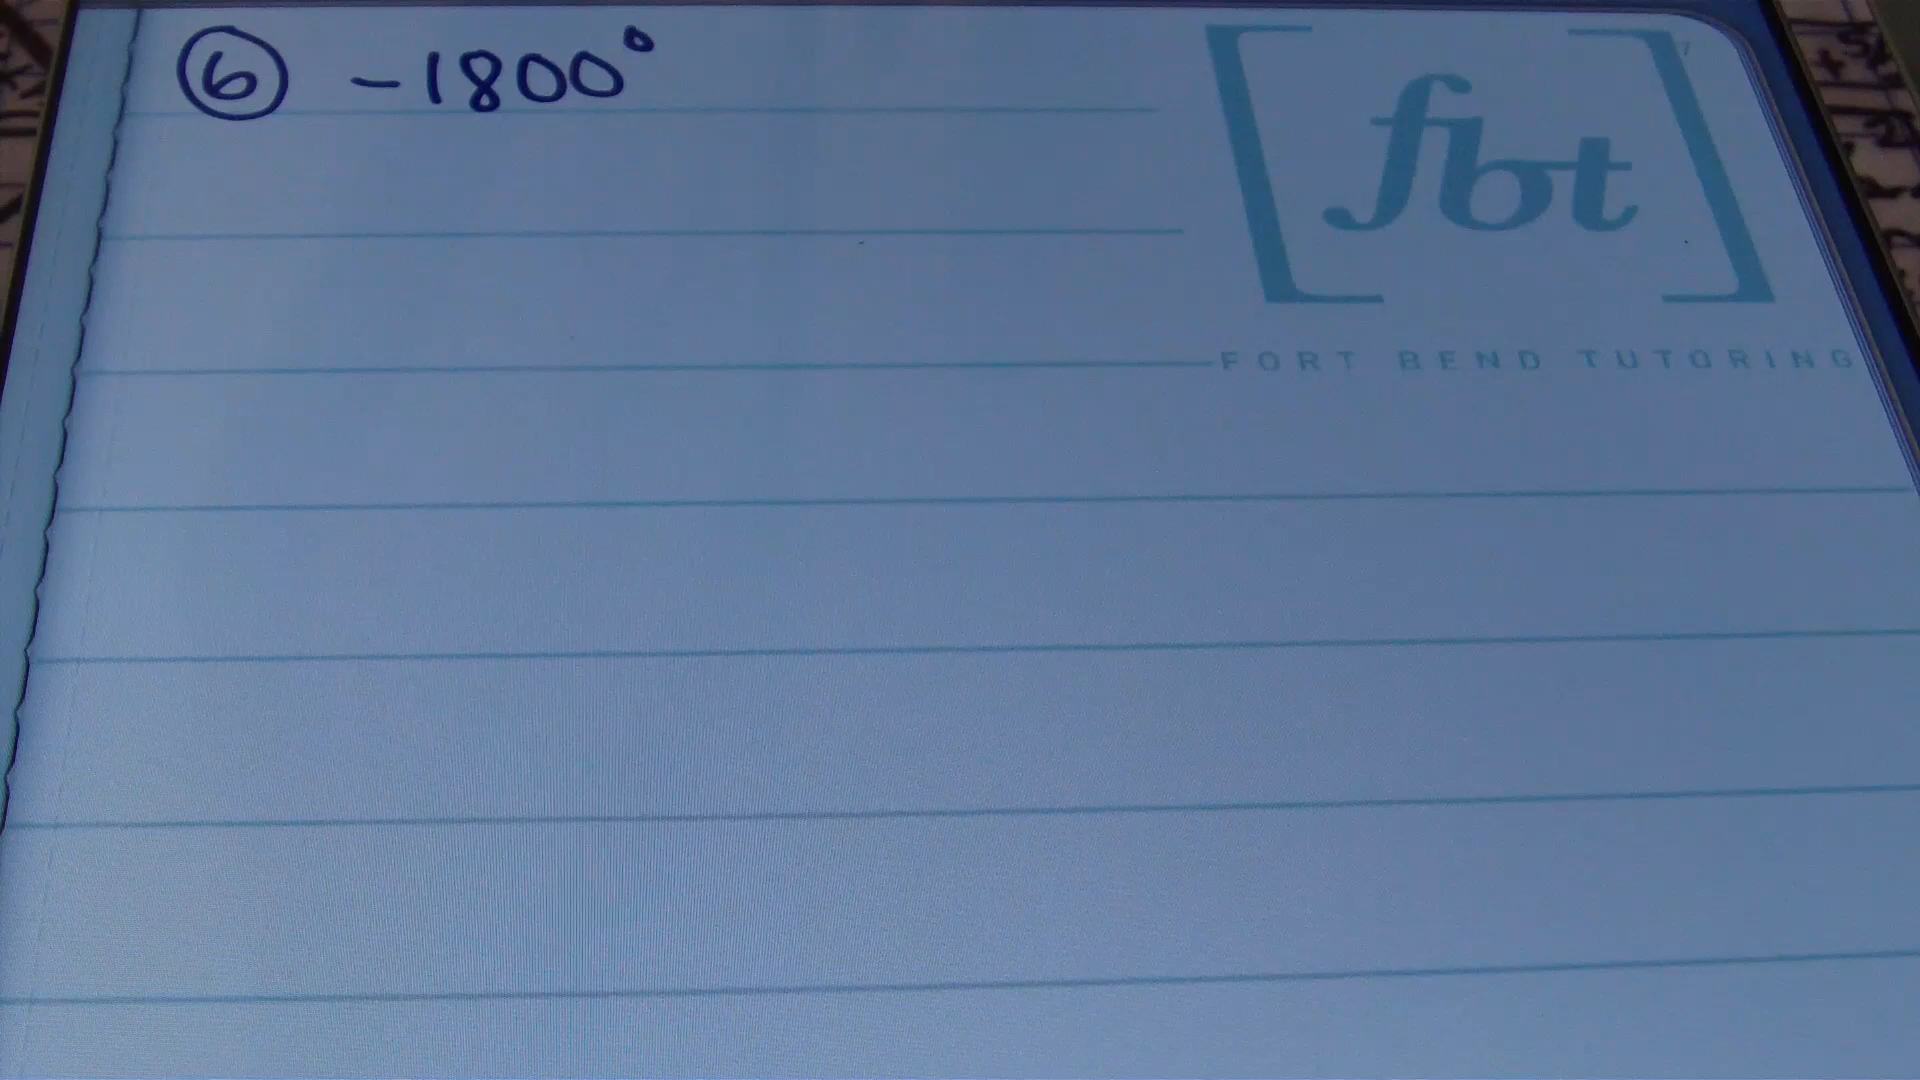 ⑥ -1800°
fbt
FORT BEND TUTORING